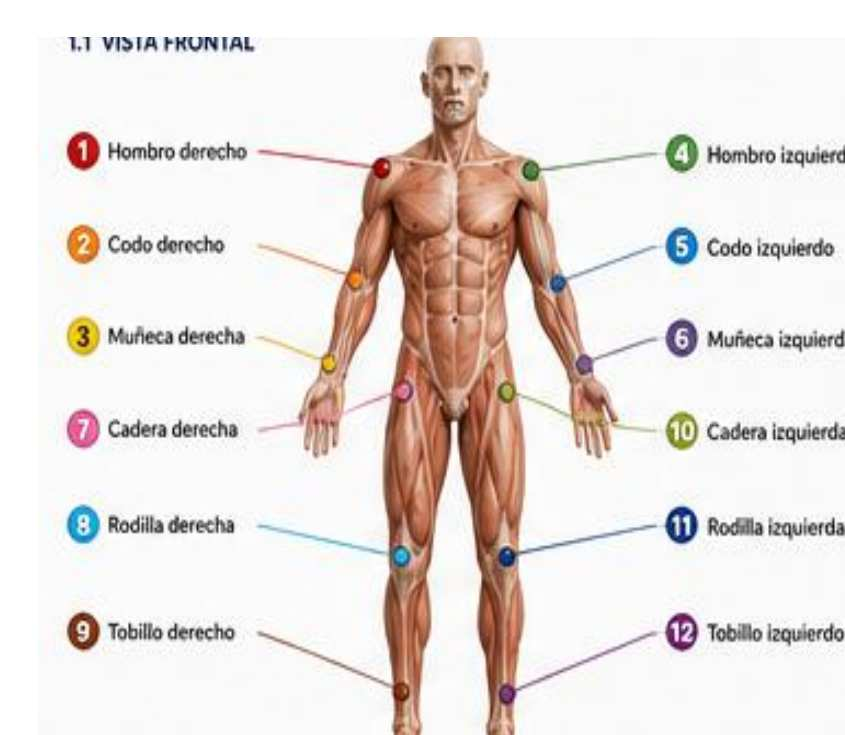 1.1 VISTA FRONTAL
1 Hombro derecho
4 Hombro izquierd
2 Codo derecho
5 Codo izquierdo
3 Muñeca derecha
6 Muñeca izquierd
7 Cadera derecha
10 Cadera izquierda
8 Rodilla derecha
11 Rodilla izquierda
9 Tobillo derecho
12 Tobillo izquierdo